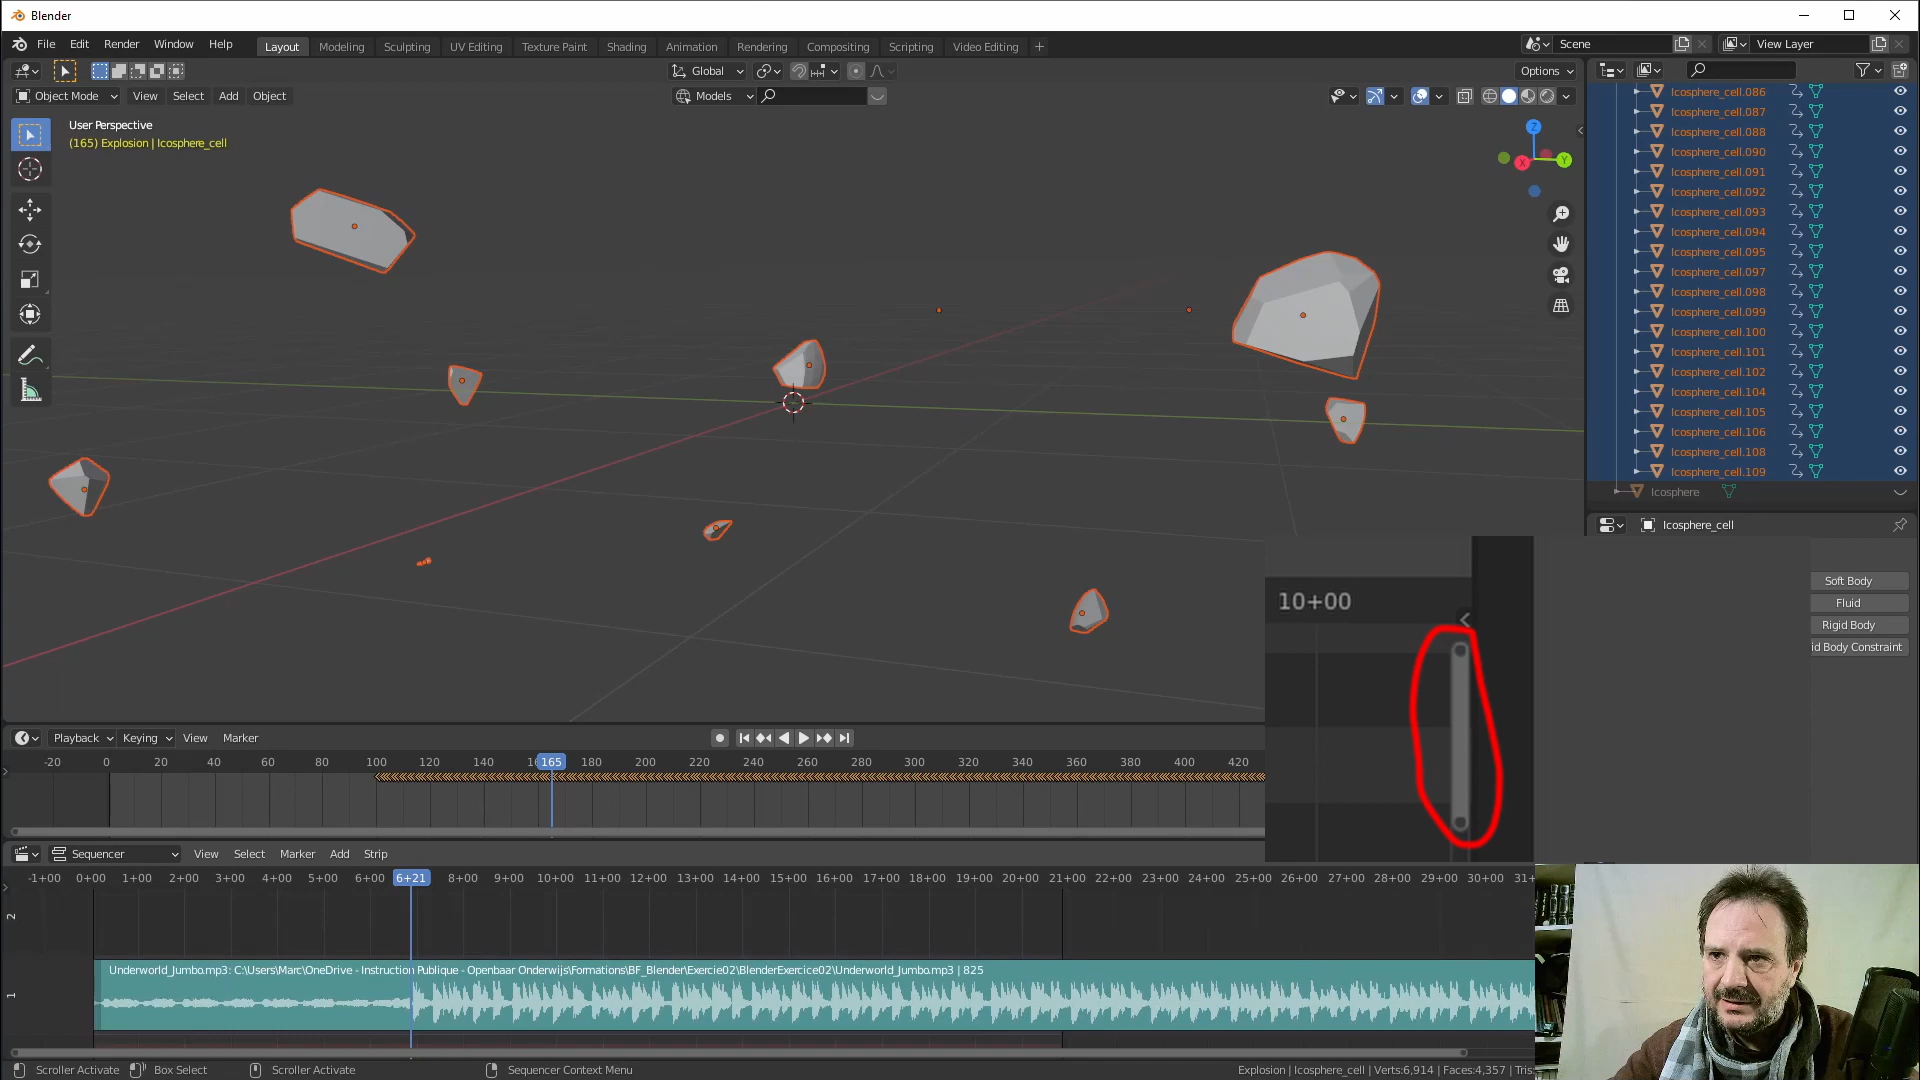 Blender
File Edit Render Window Help
Layout Modeling Sculpting UV Editing Texture Paint Shading Animation Rendering Compositing Scripting Video Editing +
Scene
View Layer
Global
Options
Object Mode View Select Add Object
Models
User Perspective
(165) Explosion | Icosphere_cell
Z
X
Y
Icosphere_cell.086
Icosphere_cell.087
Icosphere_cell.088
Icosphere_cell.090
Icosphere_cell.091
Icosphere_cell.092
Icosphere_cell.093
Icosphere_cell.094
Icosphere_cell.095
Icosphere_cell.097
Icosphere_cell.098
Icosphere_cell.099
Icosphere_cell.100
Icosphere_cell.101
Icosphere_cell.102
Icosphere_cell.104
Icosphere_cell.105
Icosphere_cell.106
Icosphere_cell.108
Icosphere_cell.109
Icosphere
Icosphere_cell
Soft Body
Fluid
Rigid Body
id Body Constraint
10+00
Playback Keying View Marker
-20 0 20 40 60 80 100 120 140 165 180 200 220 240 260 280 300 320 340 360 380 400 420
Sequencer View Select Marker Add Strip
-1+00 0+00 1+00 2+00 3+00 4+00 5+00 6+00 6+21 8+00 9+00 10+00 11+00 12+00 13+00 14+00 15+00 16+00 17+00 18+00 19+00 20+00 21+00 22+00 23+00 24+00 25+00 26+00 27+00 28+00 29+00 30+00 31+
2
1
Underworld_Jumbo.mp3: C:\Users\Marc\OneDrive - Instruction Publique - Openbaar Onderwijs\Formations\BF_Blender\Exercie02\BlenderExercice02\Underworld_Jumbo.mp3 | 825
Scroller Activate Box Select Scroller Activate Sequencer Context Menu
Explosion | Icosphere_cell | Verts:6,914 | Faces:4,357 | Tris